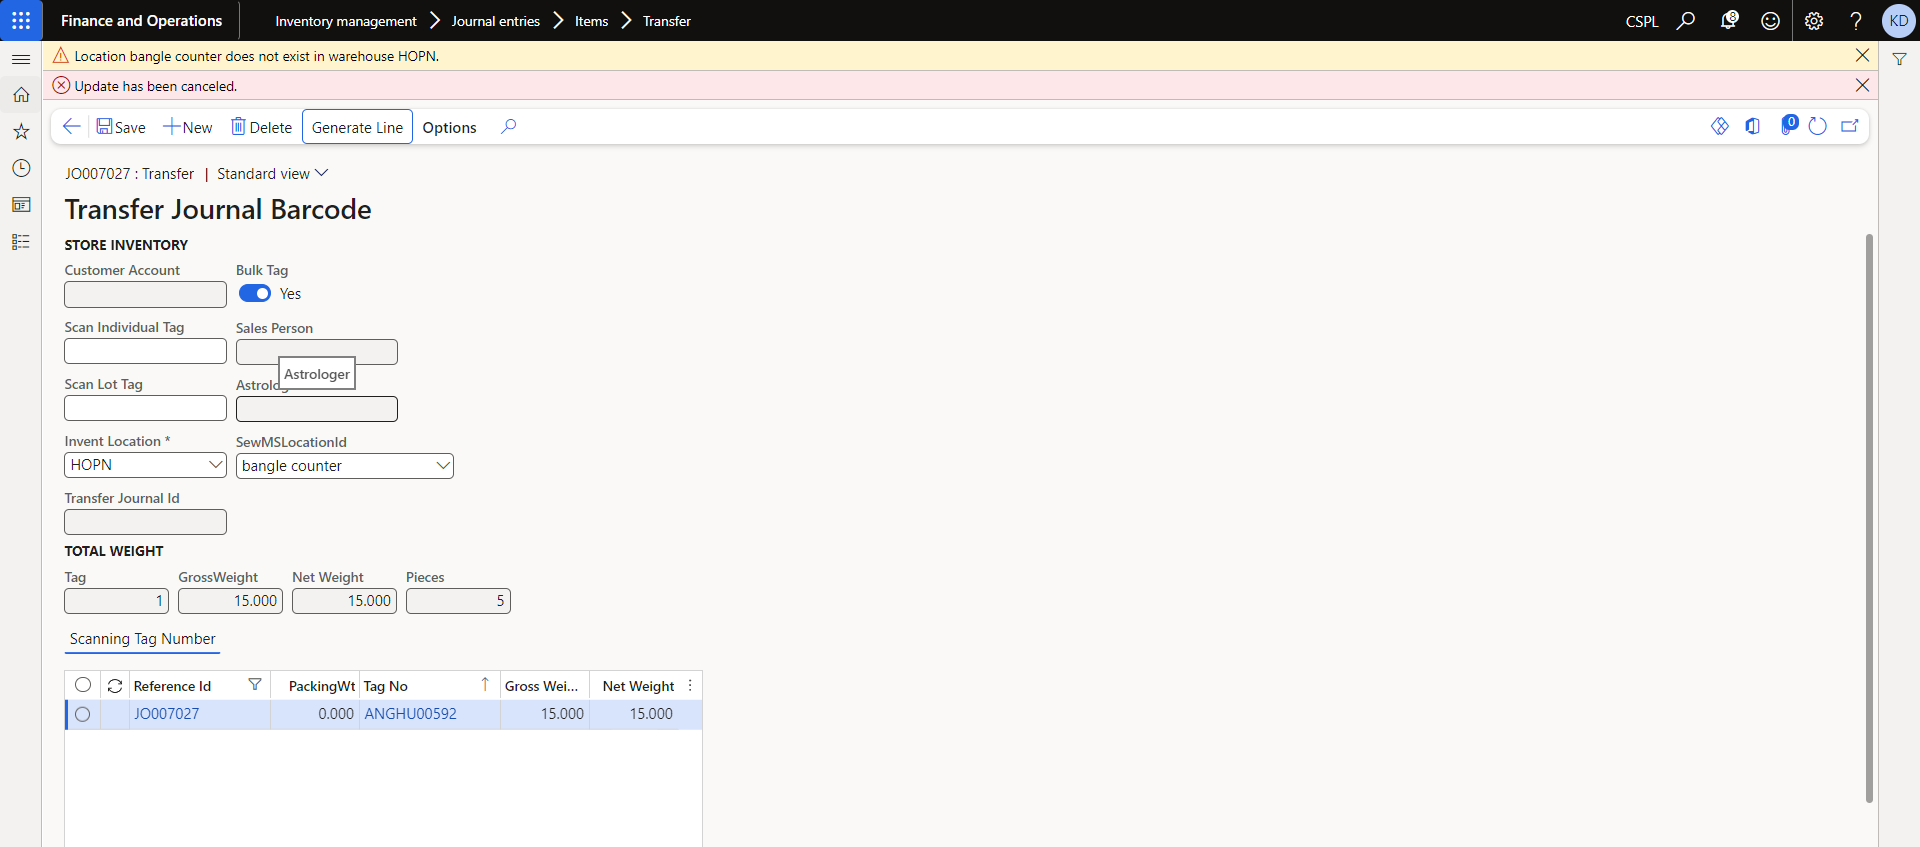 Finance and Operations
Inventory management > Journal entries > Items > Transfer
CSPL
8
KD
Location bangle counter does not exist in warehouse HOPN.
Update has been canceled.
Save
New
Delete
Generate Line
Options
0
JO007027 : Transfer | Standard view
Transfer Journal Barcode
STORE INVENTORY
Customer Account
Bulk Tag
Yes
Scan Individual Tag
Sales Person
Astrologer
Scan Lot Tag
Invent Location *
SewMSLocationId
HOPN
bangle counter
Transfer Journal Id
TOTAL WEIGHT
Tag
GrossWeight
Net Weight
Pieces
1
15.000
15.000
5
Scanning Tag Number
Reference Id
PackingWt
Tag No
Gross Wei...
Net Weight
JO007027
0.000
ANGHU00592
15.000
15.000